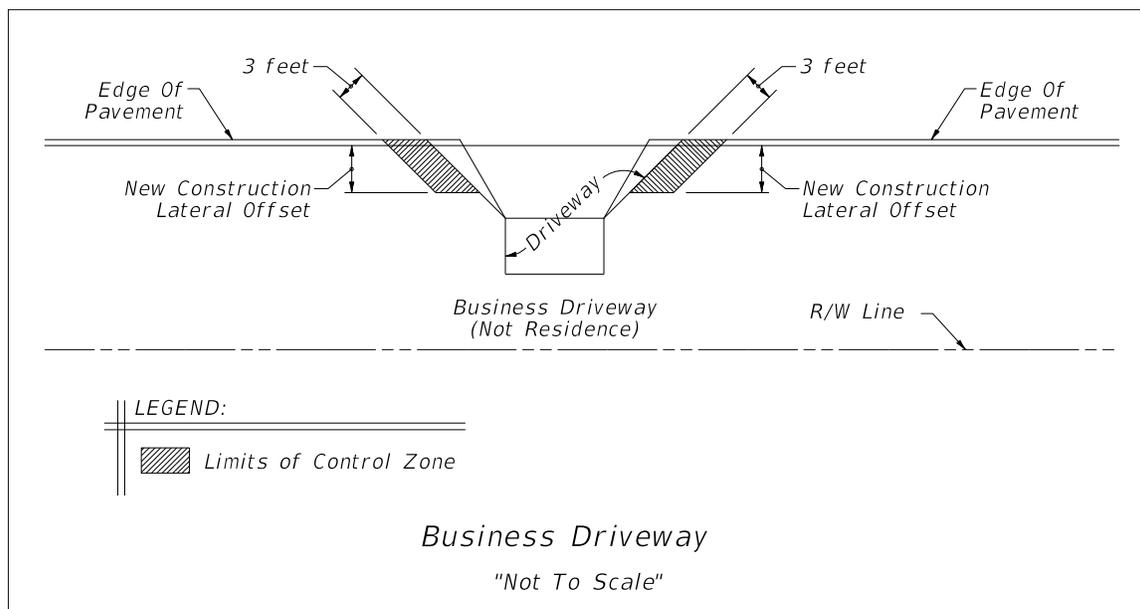 3 feet
3 feet
Edge Of
Pavement
Edge Of
Pavement
New Construction
Lateral Offset
New Construction
Lateral Offset
Driveway
Business Driveway
(Not Residence)
R/W Line
LEGEND:
Limits of Control Zone
Business Driveway
"Not To Scale"